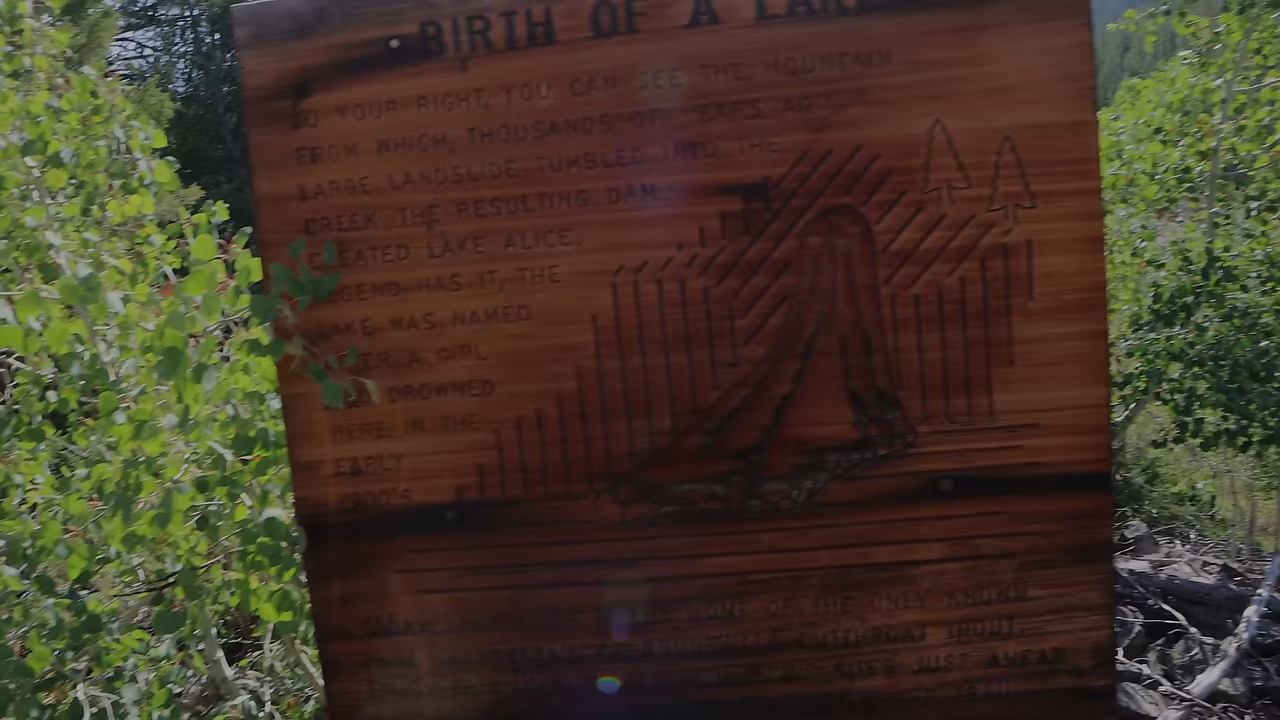 BIRTH OF A LAKE
TO YOUR RIGHT, YOU CAN SEE THE MOUNTAIN
FROM WHICH, THOUSANDS OF YEARS AGO,
LARGE LANDSLIDE TUMBLED INTO THE
CREEK. THE RESULTING DAM
CREATED LAKE ALICE.
LEGEND HAS IT, THE
LAKE WAS NAMED
AFTER A GIRL
DROWNED
HERE IN THE
EARLY
1900'S
ONE OF THE ONLY KNOWN
CUTHROAT TROUT.
JUST AHEAD